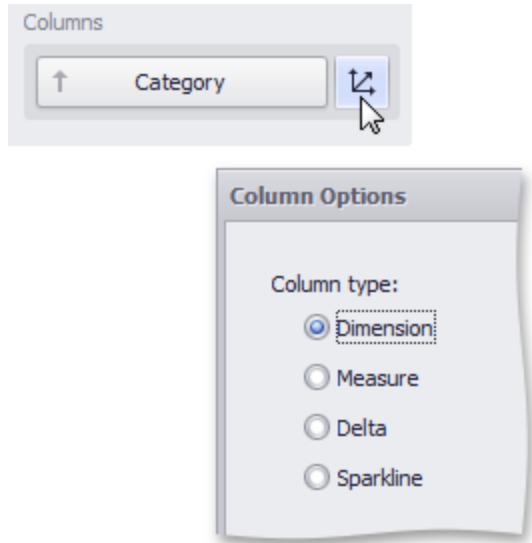 Columns
Category
Column Options
Column type:
Dimension
Measure
Delta
Sparkline